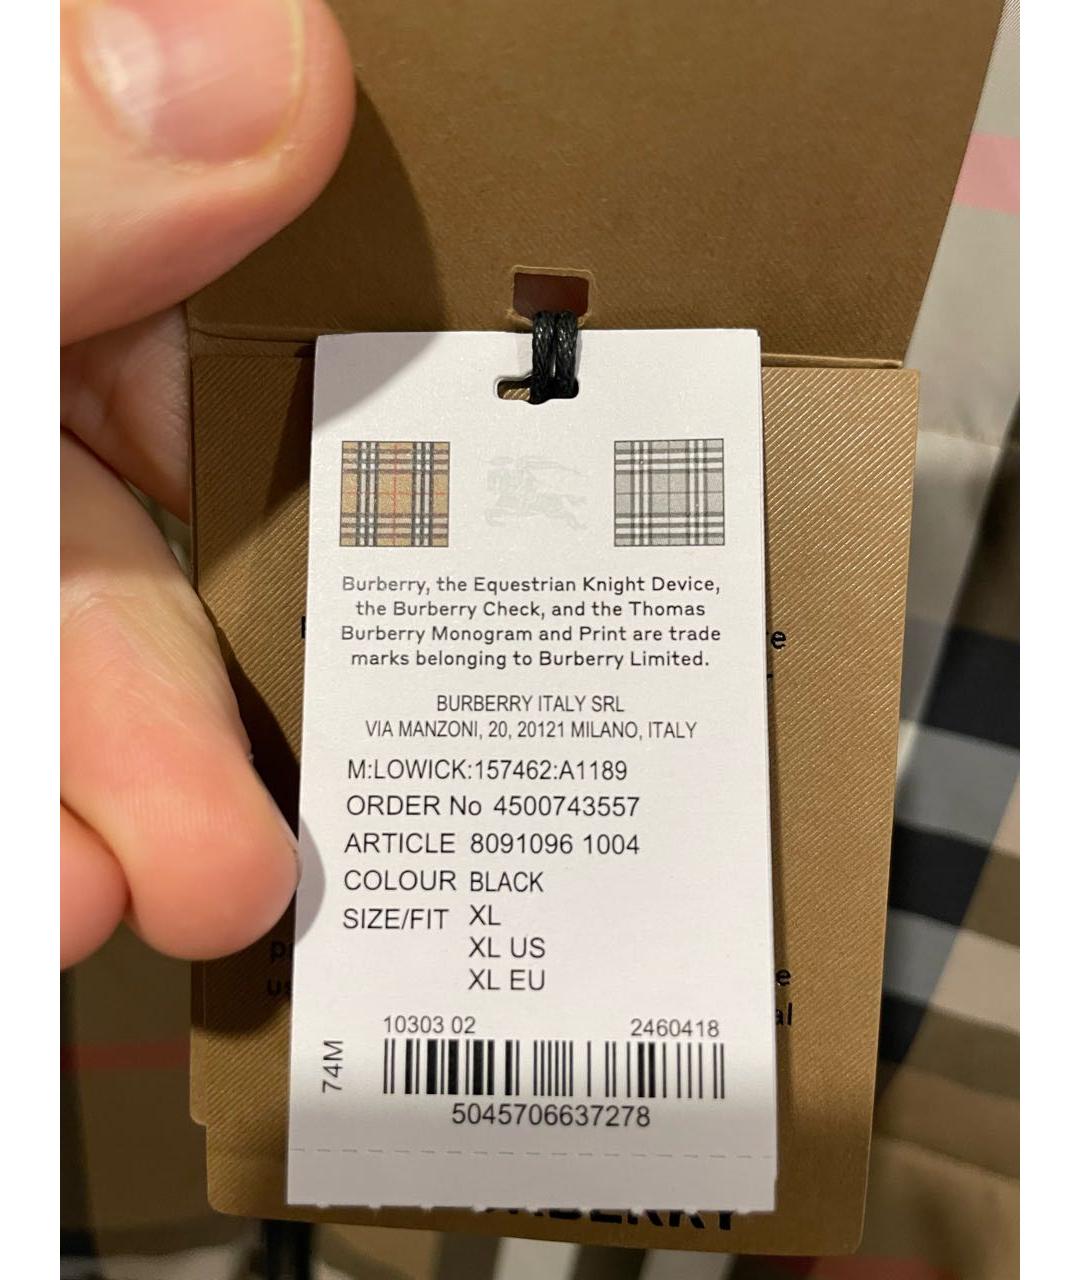 Burberry, the Equestrian Knight Device,
the Burberry Check, and the Thomas
Burberry Monogram and Print are trade
marks belonging to Burberry Limited.
BURBERRY ITALY SRL
VIA MANZONI, 20, 20121 MILANO, ITALY
M:LOWICK:157462:A1189
ORDER No 4500743557
ARTICLE 8091096 1004
COLOUR BLACK
SIZE/FIT XL
XL US
XL EU
10303 02 2460418
74M
5045706637278